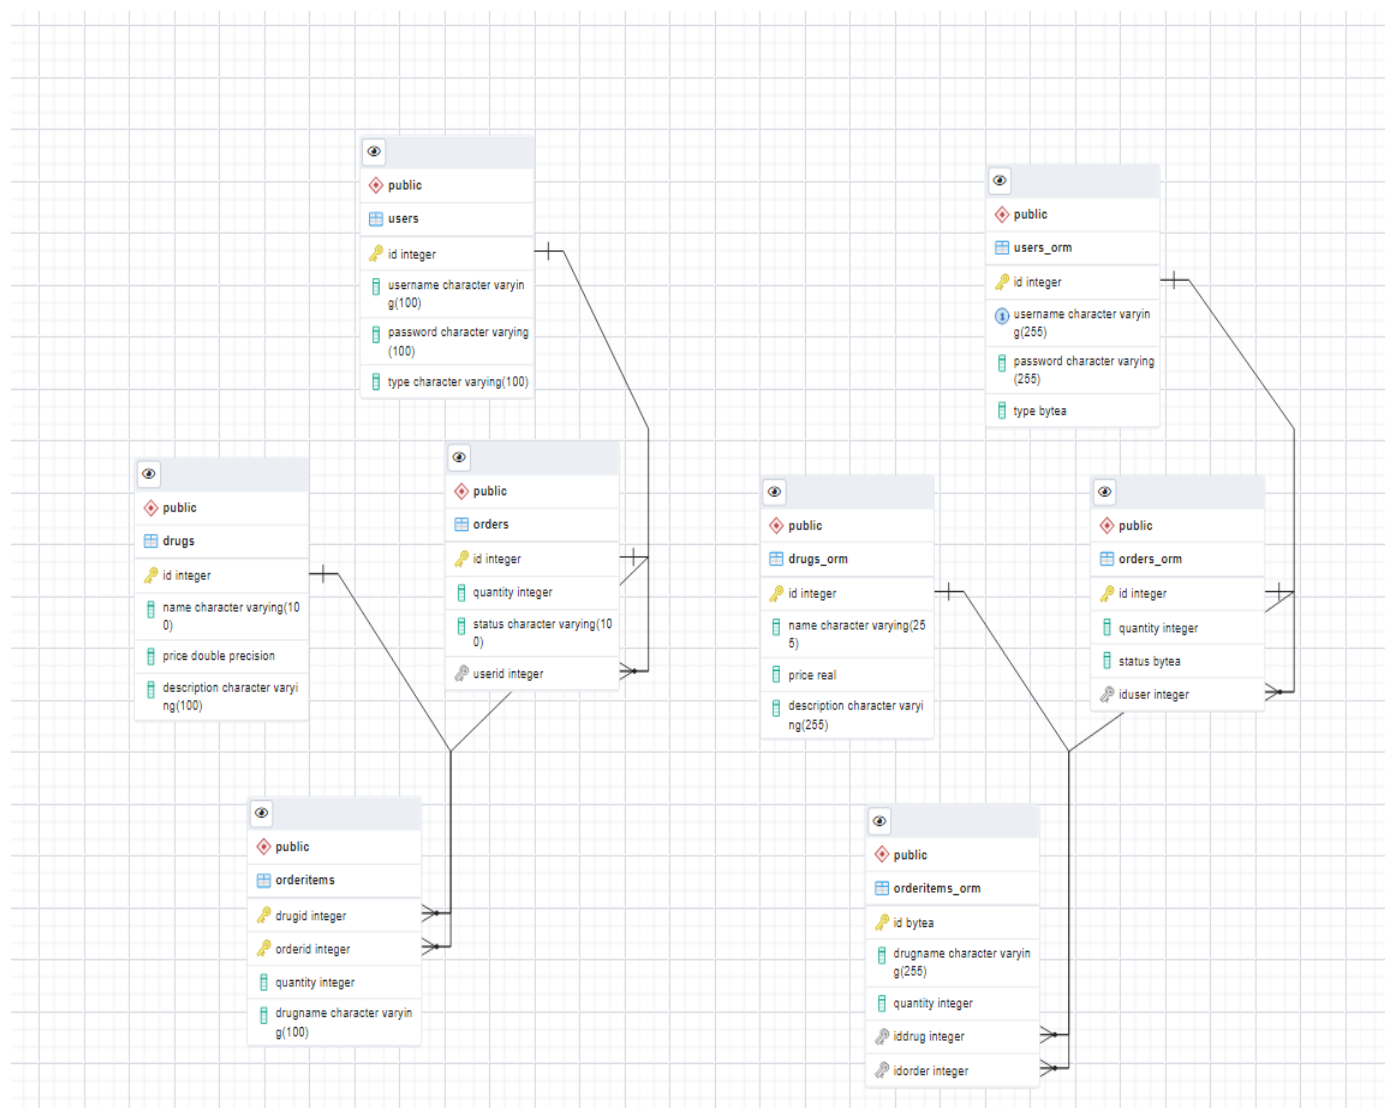 public
users
id integer
username character varyin
g(100)
password character varying
(100)
type character varying(100)
public
users_orm
id integer
1
username character varyin
g(255)
password character varying
(255)
type bytea
public
drugs
id integer
name character varying(10
0)
price double precision
description character varyi
ng(100)
public
orders
id integer
quantity integer
status character varying(10
0)
userid integer
public
drugs_orm
id integer
name character varying(25
5)
price real
description character varyi
ng(255)
public
orders_orm
id integer
quantity integer
status bytea
iduser integer
public
orderitems
drugid integer
orderid integer
quantity integer
drugname character varyin
g(100)
public
orderitems_orm
id bytea
drugname character varyin
g(255)
quantity integer
iddrug integer
idorder integer